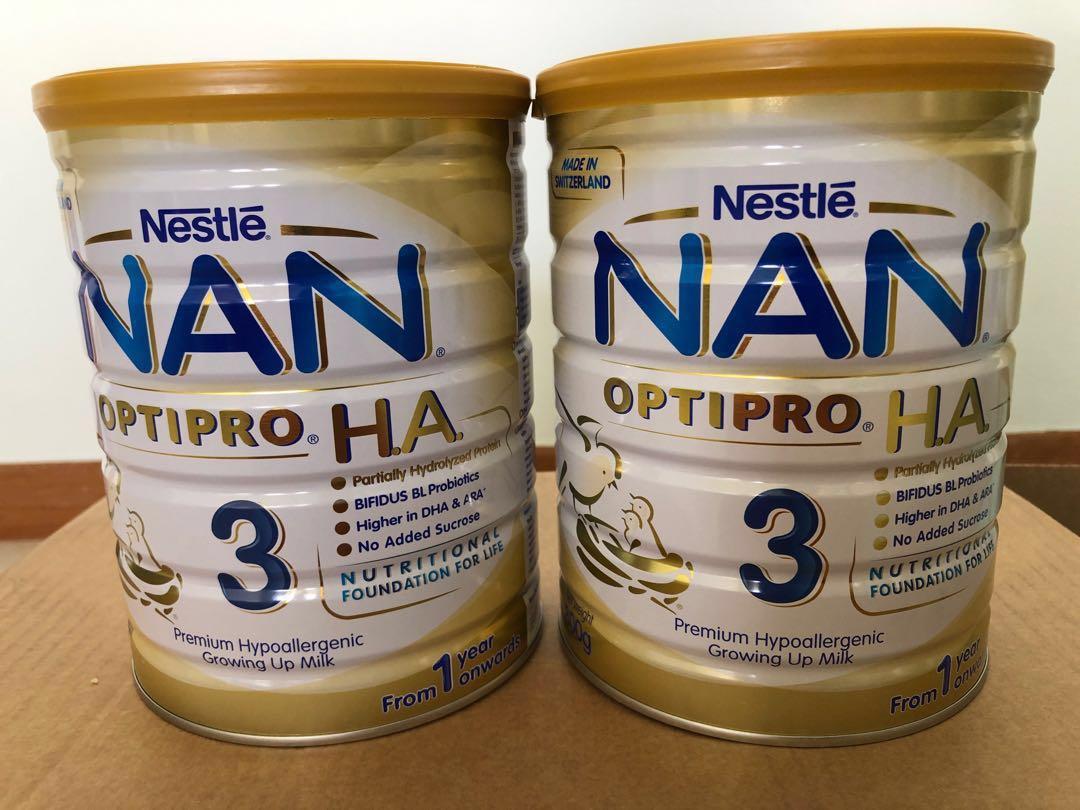 Nestlé®
NAN®
OPTIPRO® H.A.
Partially Hydrolyzed Protein
BIFIDUS BL Probiotics
Higher in DHA & ARA*
No Added Sucrose
3
NUTRITIONAL
FOUNDATION FOR LIFE
Premium Hypoallergenic
Growing Up Milk
From 1 year
onwards
MADE IN
SWITZERLAND
Nestlé®
NAN®
OPTIPRO® H.A.
Partially Hydrolyzed
BIFIDUS BL Probiotics
Higher in DHA & ARA*
No Added Sucrose
3
NUTRITIONAL
FOUNDATION FOR LIFE
Premium Hypoallergenic
Growing Up Milk
From 1 year